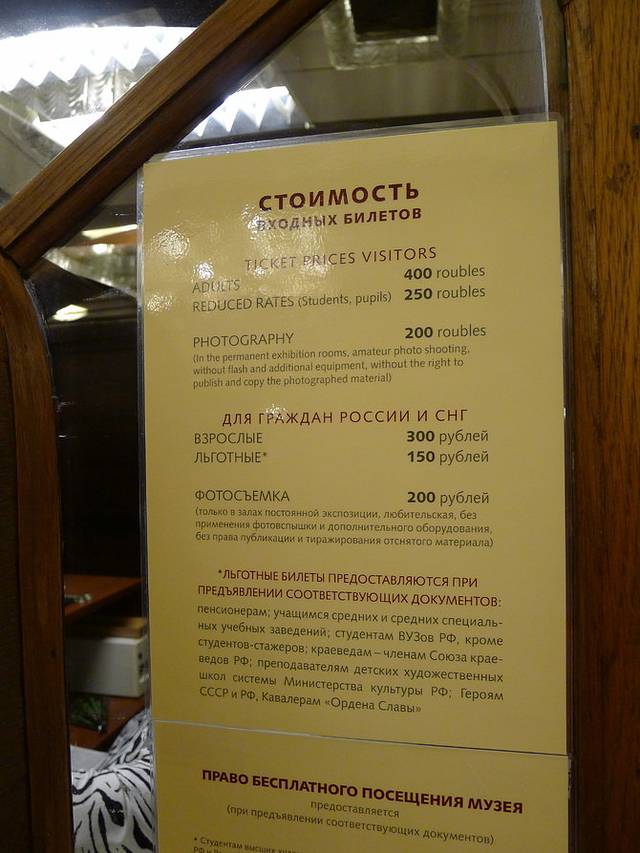 СТОИМОСТЬ
ВХОДНЫХ БИЛЕТОВ
TICKET PRICES VISITORS
ADULTS 400 roubles
REDUCED RATES (Students, pupils) 250 roubles
PHOTOGRAPHY 200 roubles
(In the permanent exhibition rooms, amateur photo shooting,
without flash and additional equipment, without the right to
publish and copy the photographed material)
ДЛЯ ГРАЖДАН РОССИИ И СНГ
ВЗРОСЛЫЕ 300 рублей
ЛЬГОТНЫЕ* 150 рублей
ФОТОСЪЕМКА 200 рублей
(только в залах постоянной экспозиции, любительская, без
применения фотовспышки и дополнительного оборудования,
без права публикации и тиражирования отснятого материала)
*ЛЬГОТНЫЕ БИЛЕТЫ ПРЕДОСТАВЛЯЮТСЯ ПРИ
ПРЕДЪЯВЛЕНИИ СООТВЕТСТВУЮЩИХ ДОКУМЕНТОВ:
пенсионерам; учащимся средних и средних специаль-
ных учебных заведений; студентам ВУЗов РФ, кроме
студентов-стажеров; краеведам – членам Союза крае-
ведов РФ; преподавателям детских художественных
школ системы Министерства культуры РФ; Героям
СССР и РФ, Кавалерам «Ордена Славы»
ПРАВО БЕСПЛАТНОГО ПОСЕЩЕНИЯ МУЗЕЯ
предоставляется
(при предъявлении соответствующих документов)
* Студентам высших